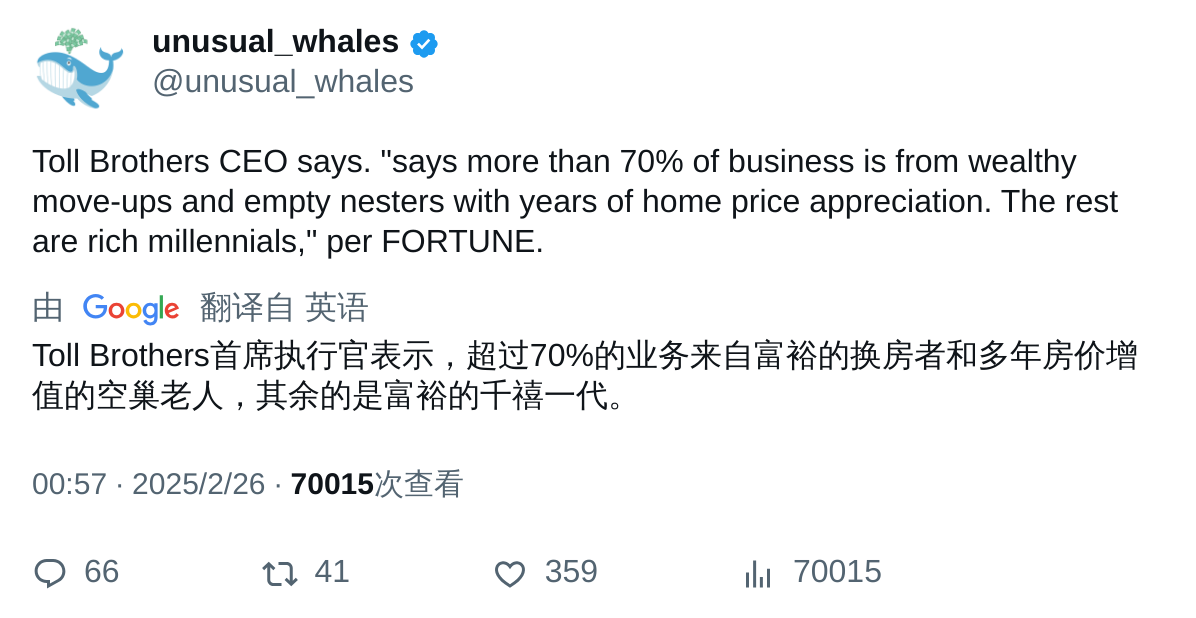 unusual_whales
@unusual_whales
Toll Brothers CEO says. "says more than 70% of business is from wealthy
move-ups and empty nesters with years of home price appreciation. The rest
are rich millennials," per FORTUNE.
由 Google 翻译自 英语
Toll Brothers首席执行官表示，超过70%的业务来自富裕的换房者和多年房价增
值的空巢老人，其余的是富裕的千禧一代。
00:57 · 2025/2/26 · 70015次查看
66 41 359 70015